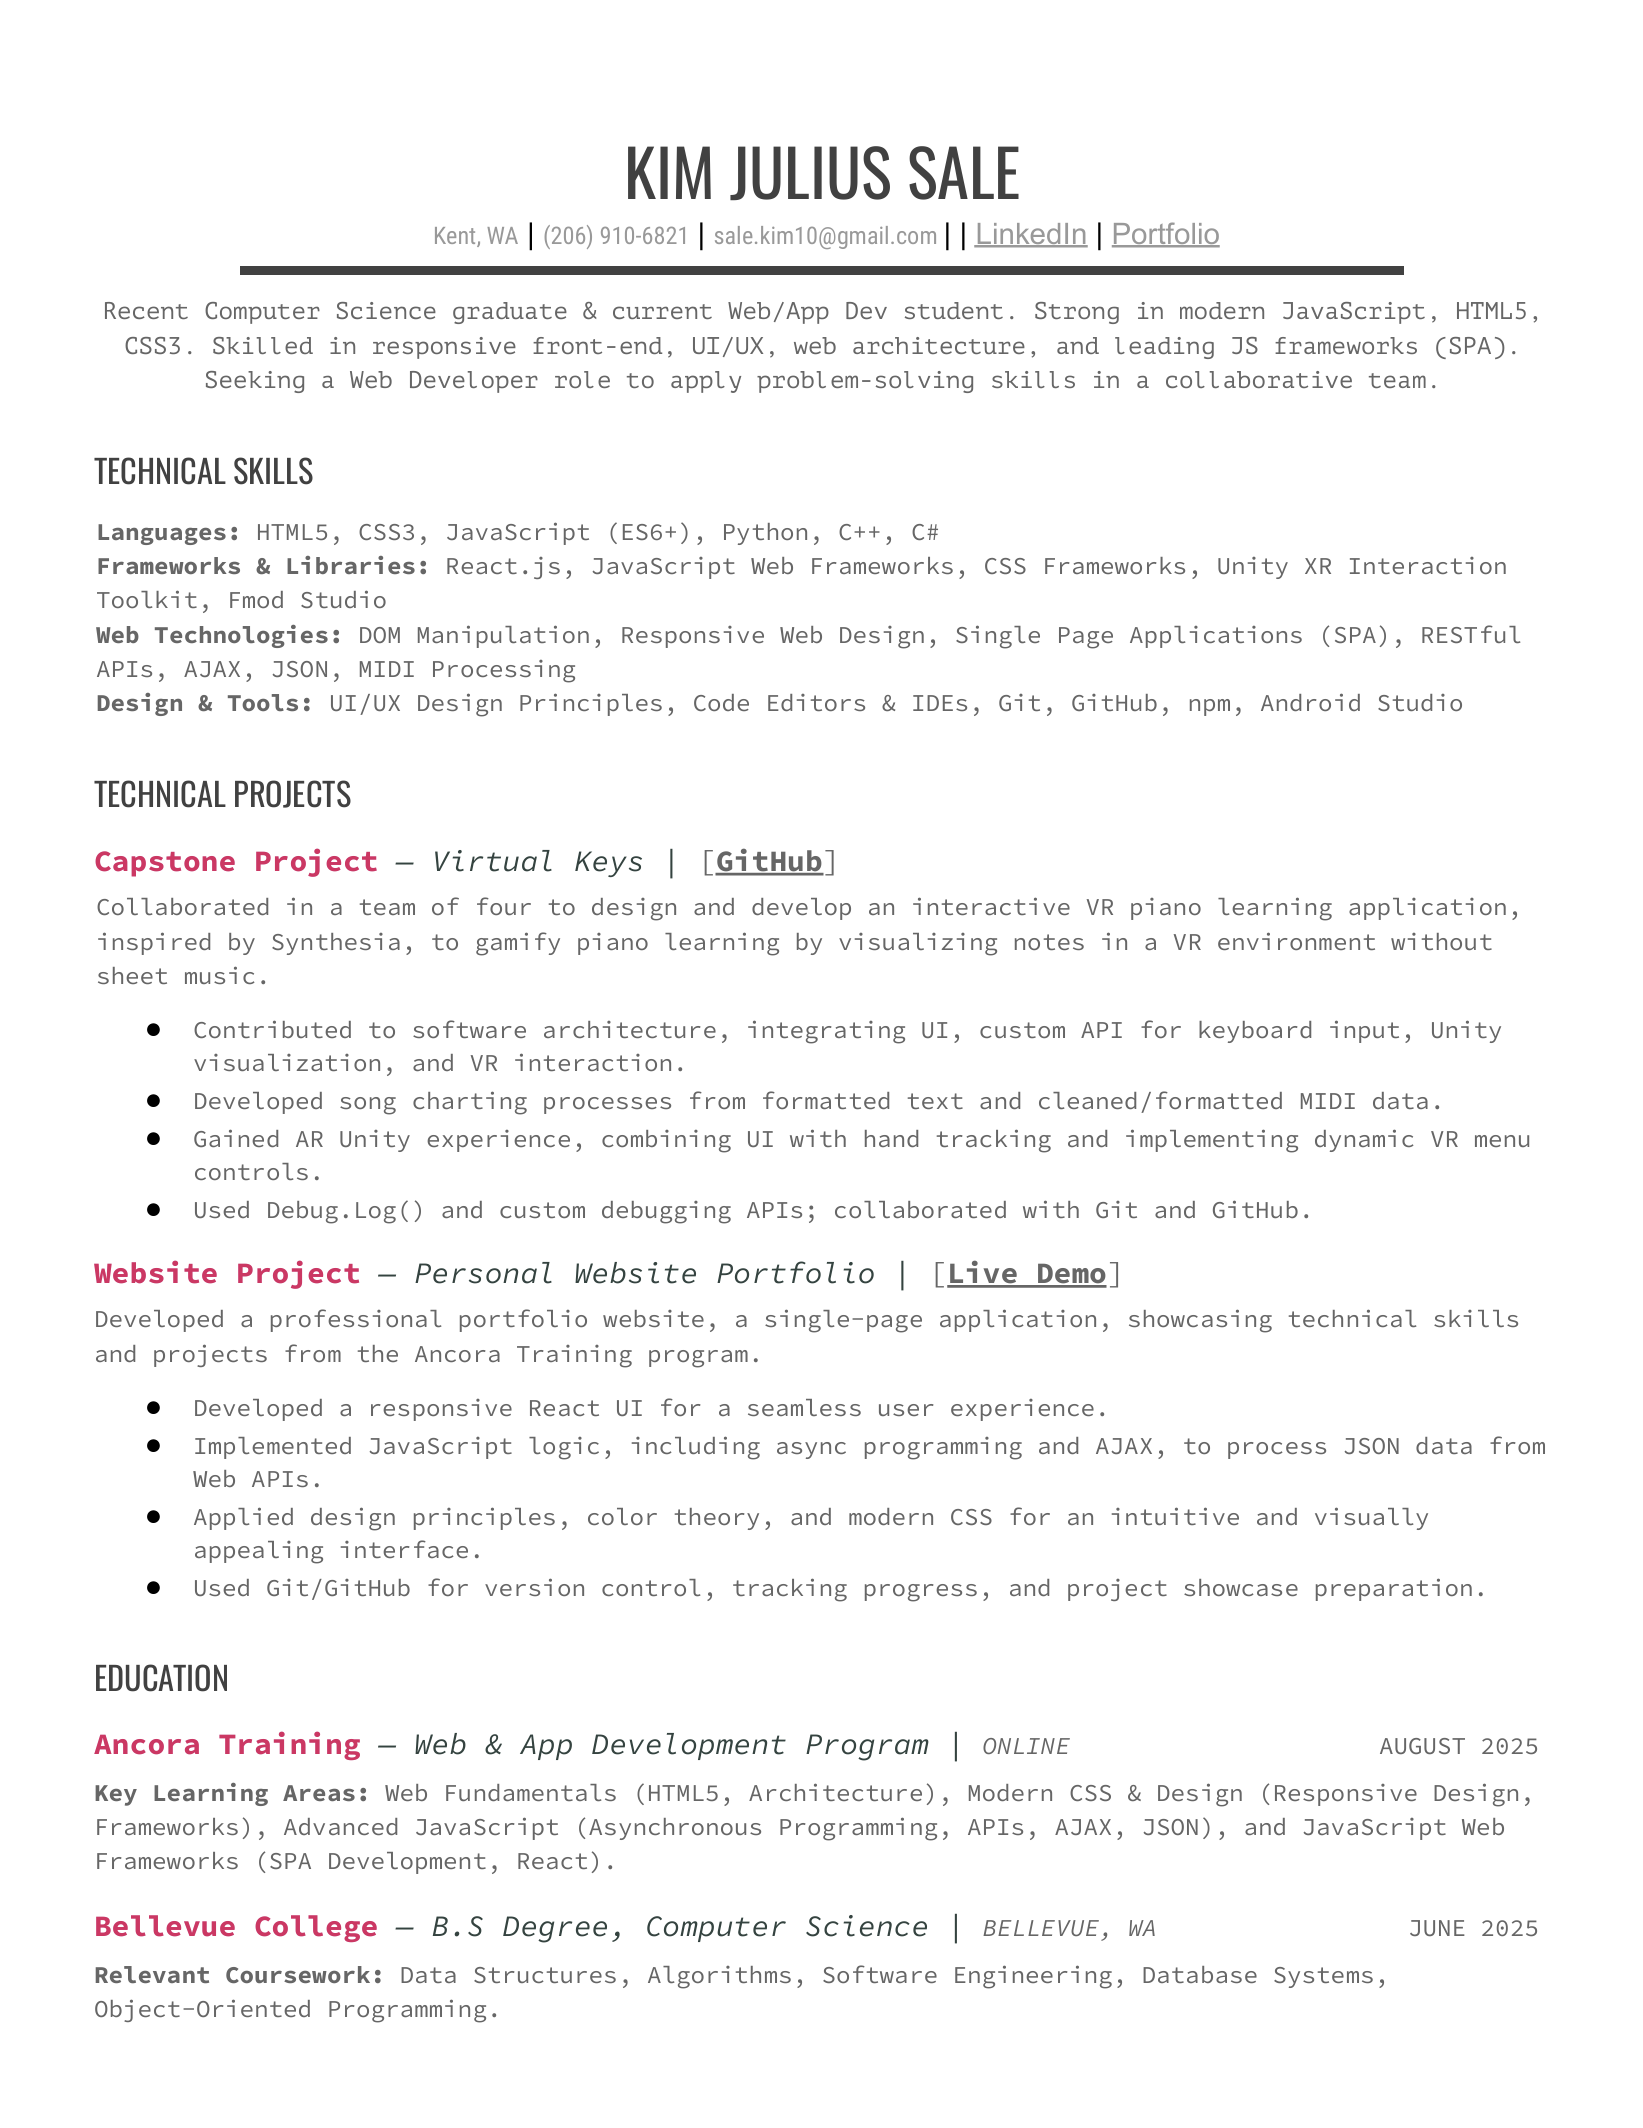 KIM JULIUS SALE
Kent, WA | (206) 910-6821 | sale.kim10@gmail.com | | LinkedIn | Portfolio
Recent Computer Science graduate & current Web/App Dev student. Strong in modern JavaScript, HTML5,
CSS3. Skilled in responsive front-end, UI/UX, web architecture, and leading JS frameworks (SPA).
Seeking a Web Developer role to apply problem-solving skills in a collaborative team.
TECHNICAL SKILLS
Languages: HTML5, CSS3, JavaScript (ES6+), Python, C++, C#
Frameworks & Libraries: React.js, JavaScript Web Frameworks, CSS Frameworks, Unity XR Interaction
Toolkit, Fmod Studio
Web Technologies: DOM Manipulation, Responsive Web Design, Single Page Applications (SPA), RESTful
APIs, AJAX, JSON, MIDI Processing
Design & Tools: UI/UX Design Principles, Code Editors & IDEs, Git, GitHub, npm, Android Studio
TECHNICAL PROJECTS
Capstone Project — Virtual Keys | [GitHub]
Collaborated in a team of four to design and develop an interactive VR piano learning application,
inspired by Synthesia, to gamify piano learning by visualizing notes in a VR environment without
sheet music.
● Contributed to software architecture, integrating UI, custom API for keyboard input, Unity
visualization, and VR interaction.
● Developed song charting processes from formatted text and cleaned/formatted MIDI data.
● Gained AR Unity experience, combining UI with hand tracking and implementing dynamic VR menu
controls.
● Used Debug.Log() and custom debugging APIs; collaborated with Git and GitHub.
Website Project — Personal Website Portfolio | [Live Demo]
Developed a professional portfolio website, a single-page application, showcasing technical skills
and projects from the Ancora Training program.
● Developed a responsive React UI for a seamless user experience.
● Implemented JavaScript logic, including async programming and AJAX, to process JSON data from
Web APIs.
● Applied design principles, color theory, and modern CSS for an intuitive and visually
appealing interface.
● Used Git/GitHub for version control, tracking progress, and project showcase preparation.
EDUCATION
Ancora Training — Web & App Development Program | ONLINE AUGUST 2025
Key Learning Areas: Web Fundamentals (HTML5, Architecture), Modern CSS & Design (Responsive Design,
Frameworks), Advanced JavaScript (Asynchronous Programming, APIs, AJAX, JSON), and JavaScript Web
Frameworks (SPA Development, React).
Bellevue College — B.S Degree, Computer Science | BELLEVUE, WA JUNE 2025
Relevant Coursework: Data Structures, Algorithms, Software Engineering, Database Systems,
Object-Oriented Programming.